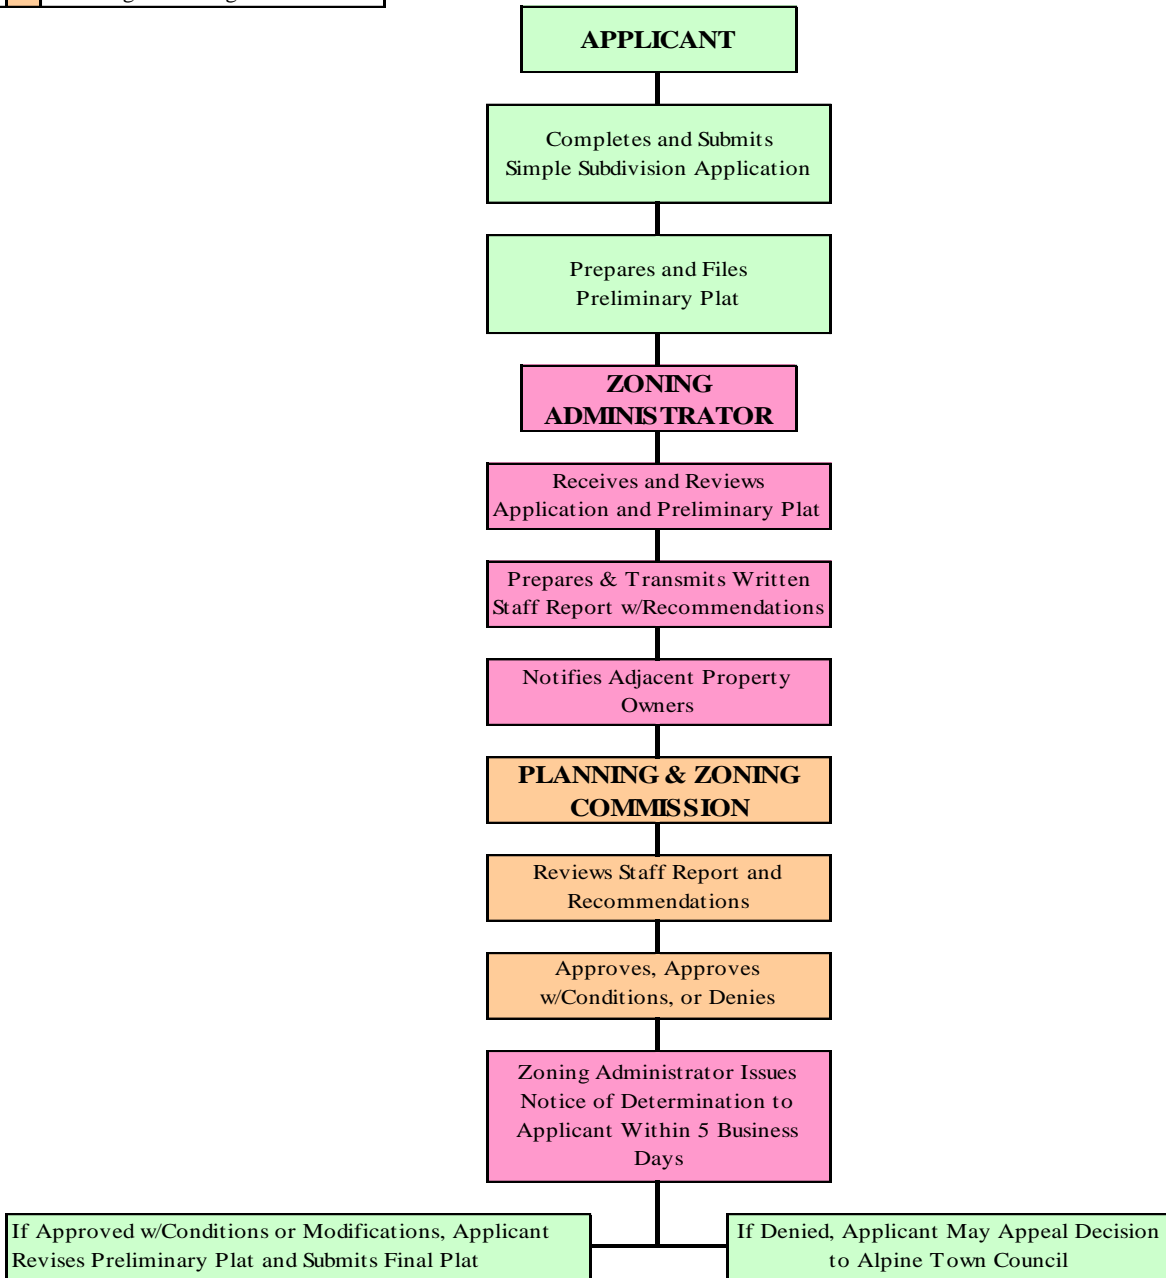 APPLICANT
Completes and Submits
Simple Subdivision Application
Prepares and Files
Preliminary Plat
ZONING
ADMINISTRATOR
Receives and Reviews
Application and Preliminary Plat
Prepares & Transmits Written
Staff Report w/Recommendations
Notifies Adjacent Property
Owners
PLANNING & ZONING
COMMISSION
Reviews Staff Report and
Recommendations
Approves, Approves
w/Conditions, or Denies
Zoning Administrator Issues
Notice of Determination to
Applicant Within 5 Business
Days
If Approved w/Conditions or Modifications, Applicant
Revises Preliminary Plat and Submits Final Plat
If Denied, Applicant May Appeal Decision
to Alpine Town Council